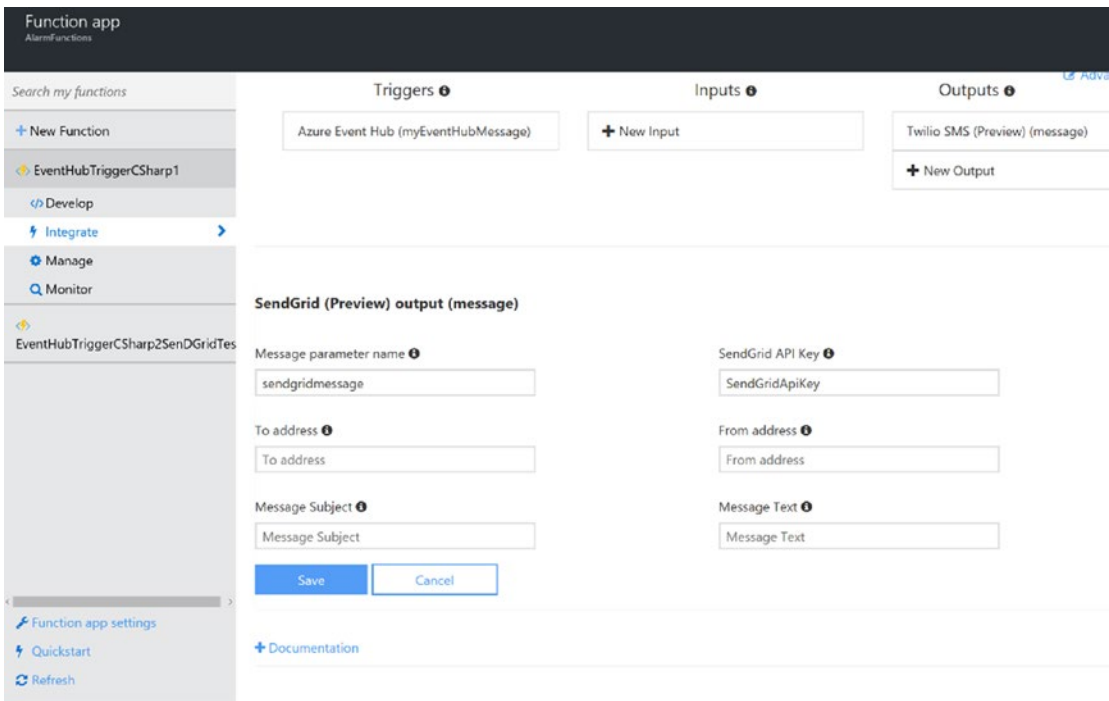 Function app
AlarmFunctions
Search my functions
+ New Function
EventHubTriggerCSharp1
</> Develop
Integrate
Manage
Monitor
EventHubTriggerCSharp2SenDGridTes
Function app settings
Quickstart
Refresh
Adva
Triggers
Inputs
Outputs
Azure Event Hub (myEventHubMessage)
+ New Input
Twilio SMS (Preview) (message)
+ New Output
SendGrid (Preview) output (message)
Message parameter name
SendGrid API Key
sendgridmessage
SendGridApiKey
To address
From address
To address
From address
Message Subject
Message Text
Message Subject
Message Text
Save
Cancel
+ Documentation